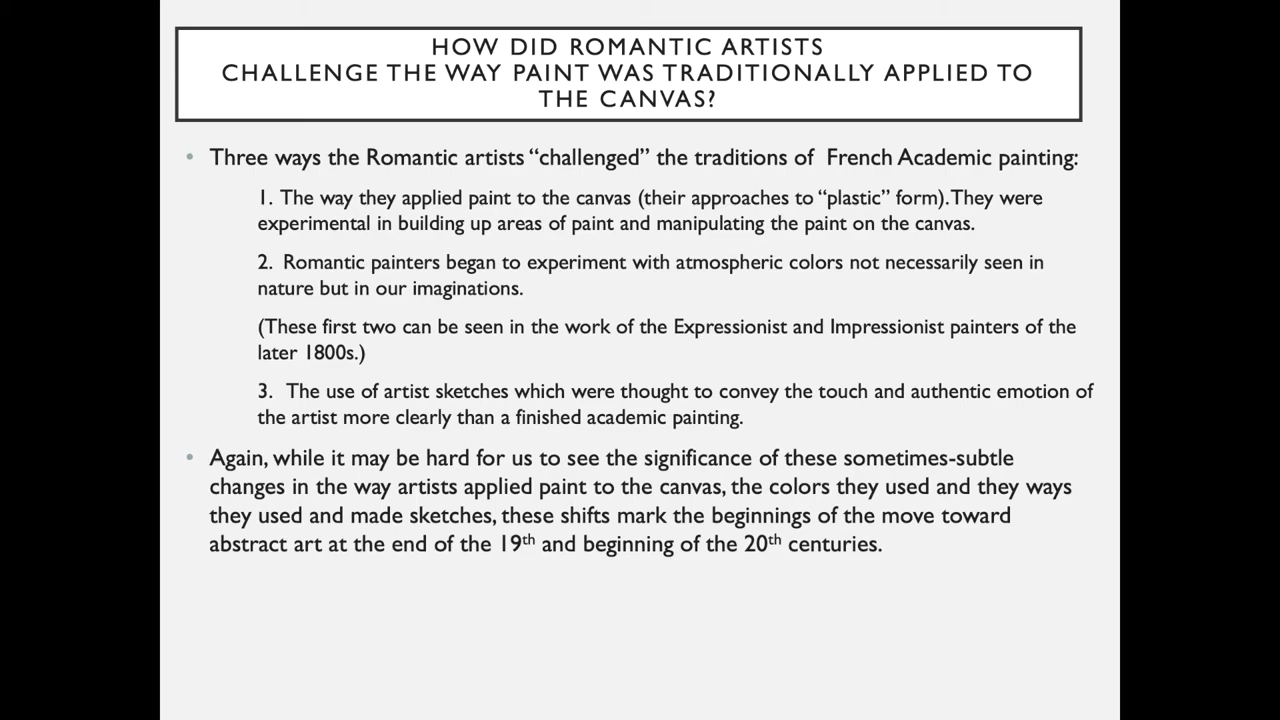 HOW DID ROMANTIC ARTISTS
CHALLENGE THE WAY PAINT WAS TRADITIONALLY APPLIED TO
THE CANVAS?
• Three ways the Romantic artists “challenged” the traditions of French Academic painting:
1. The way they applied paint to the canvas (their approaches to “plastic” form). They were
experimental in building up areas of paint and manipulating the paint on the canvas.
2. Romantic painters began to experiment with atmospheric colors not necessarily seen in
nature but in our imaginations.
(These first two can be seen in the work of the Expressionist and Impressionist painters of the
later 1800s.)
3. The use of artist sketches which were thought to convey the touch and authentic emotion of
the artist more clearly than a finished academic painting.
• Again, while it may be hard for us to see the significance of these sometimes-subtle
changes in the way artists applied paint to the canvas, the colors they used and they ways
they used and made sketches, these shifts mark the beginnings of the move toward
abstract art at the end of the 19th and beginning of the 20th centuries.